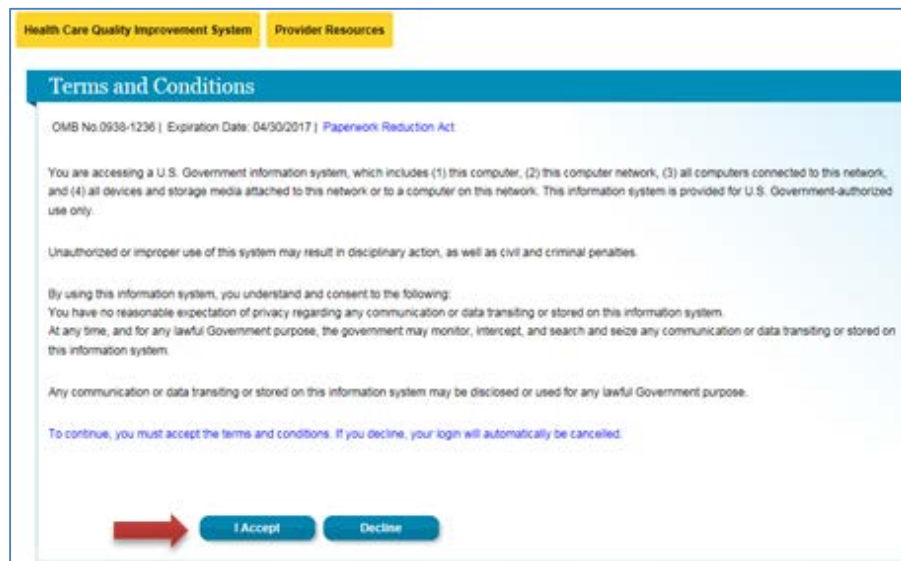 Health Care Quality Improvement System Provider Resources
Terms and Conditions
OMB No.0938-1236 | Expiration Date: 04/30/2017 | Paperwork Reduction Act
You are accessing a U.S. Government information system, which includes (1) this computer, (2) this computer network, (3) all computers connected to this network,
and (4) all devices and storage media attached to this network or to a computer on this network. This information system is provided for U.S. Government-authorized
use only.
Unauthorized or improper use of this system may result in disciplinary action, as well as civil and criminal penalties.
By using this information system, you understand and consent to the following:
You have no reasonable expectation of privacy regarding any communication or data transiting or stored on this information system.
At any time, and for any lawful Government purpose, the government may monitor, intercept, and search and seize any communication or data transiting or stored on
this information system.
Any communication or data transiting or stored on this information system may be disclosed or used for any lawful Government purpose.
To continue, you must accept the terms and conditions. If you decline, your login will automatically be cancelled.
I Accept Decline